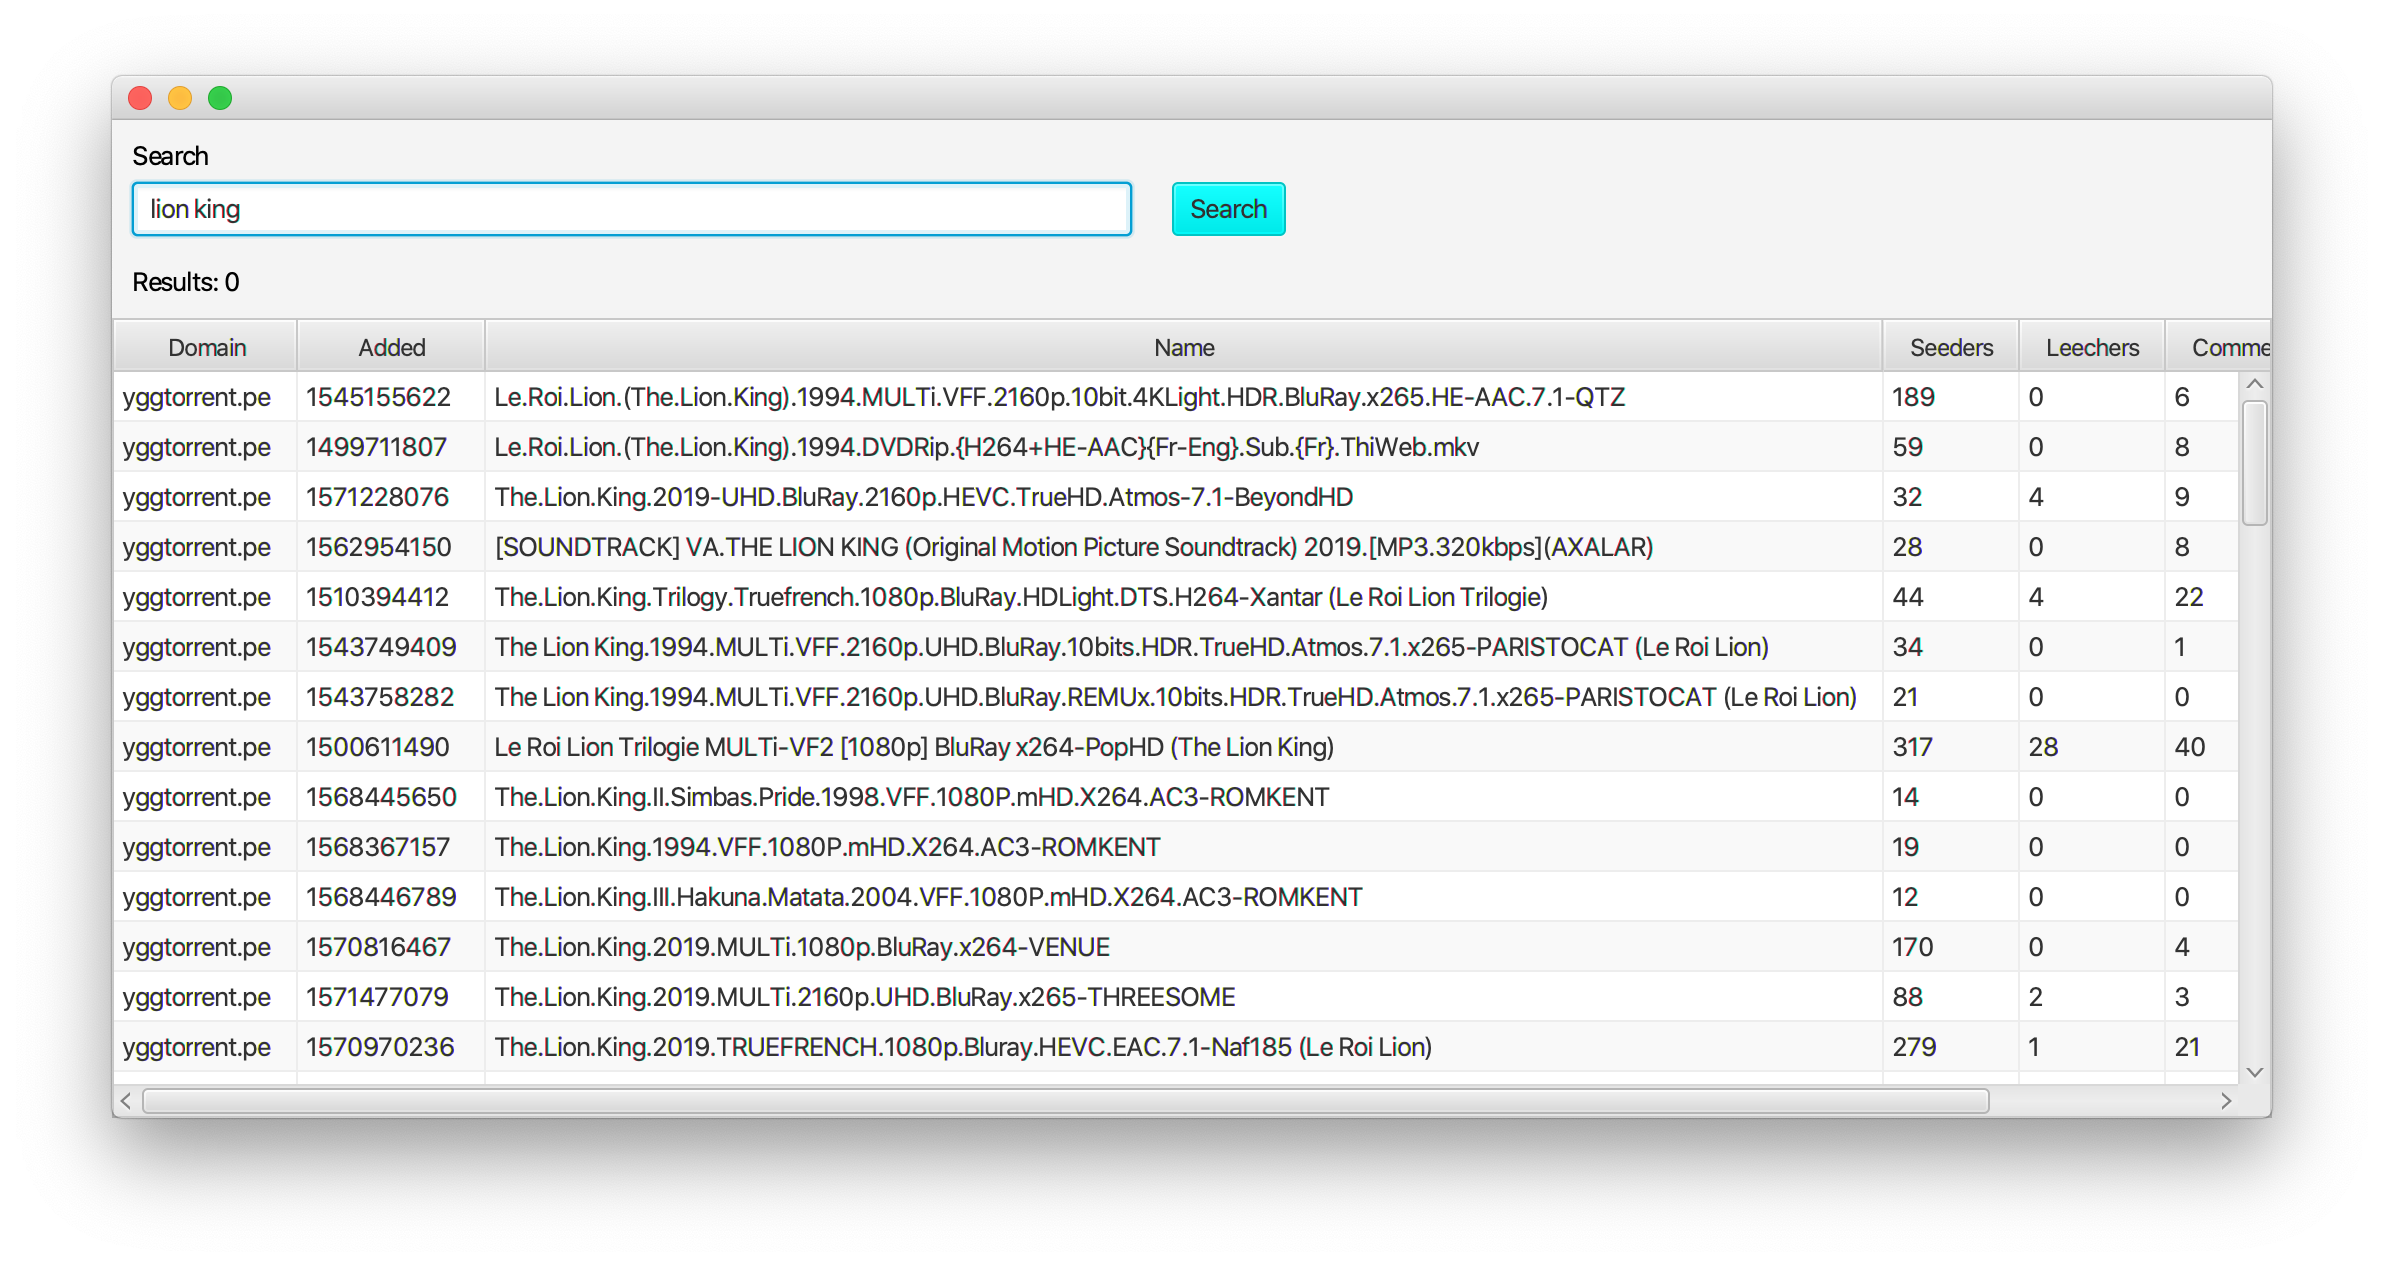 Search
lion king
Search
Results: 0
Domain Added Name Seeders Leechers Comme
yggtorrent.pe 1545155622 Le.Roi.Lion.(The.Lion.King).1994.MULTi.VFF.2160p.10bit.4KLight.HDR.BluRay.x265.HE-AAC.7.1-QTZ 189 0 6
yggtorrent.pe 1499711807 Le.Roi.Lion.(The.Lion.King).1994.DVDRip.{H264+HE-AAC}{Fr-Eng}.Sub.{Fr}.ThiWeb.mkv 59 0 8
yggtorrent.pe 1571228076 The.Lion.King.2019-UHD.BluRay.2160p.HEVC.TrueHD.Atmos-7.1-BeyondHD 32 4 9
yggtorrent.pe 1562954150 [SOUNDTRACK] VA.THE LION KING (Original Motion Picture Soundtrack) 2019.[MP3.320kbps](AXALAR) 28 0 8
yggtorrent.pe 1510394412 The.Lion.King.Trilogy.Truefrench.1080p.BluRay.HDLight.DTS.H264-Xantar (Le Roi Lion Trilogie) 44 4 22
yggtorrent.pe 1543749409 The Lion King.1994.MULTi.VFF.2160p.UHD.BluRay.10bits.HDR.TrueHD.Atmos.7.1.x265-PARISTOCAT (Le Roi Lion) 34 0 1
yggtorrent.pe 1543758282 The Lion King.1994.MULTi.VFF.2160p.UHD.BluRay.REMUx.10bits.HDR.TrueHD.Atmos.7.1.x265-PARISTOCAT (Le Roi Lion) 21 0 0
yggtorrent.pe 1500611490 Le Roi Lion Trilogie MULTi-VF2 [1080p] BluRay x264-PopHD (The Lion King) 317 28 40
yggtorrent.pe 1568445650 The.Lion.King.II.Simbas.Pride.1998.VFF.1080P.mHD.X264.AC3-ROMKENT 14 0 0
yggtorrent.pe 1568367157 The.Lion.King.1994.VFF.1080P.mHD.X264.AC3-ROMKENT 19 0 0
yggtorrent.pe 1568446789 The.Lion.King.III.Hakuna.Matata.2004.VFF.1080P.mHD.X264.AC3-ROMKENT 12 0 0
yggtorrent.pe 1570816467 The.Lion.King.2019.MULTi.1080p.BluRay.x264-VENUE 170 0 4
yggtorrent.pe 1571477079 The.Lion.King.2019.MULTi.2160p.UHD.BluRay.x265-THREESOME 88 2 3
yggtorrent.pe 1570970236 The.Lion.King.2019.TRUEFRENCH.1080p.Bluray.HEVC.EAC.7.1-Naf185 (Le Roi Lion) 279 1 21